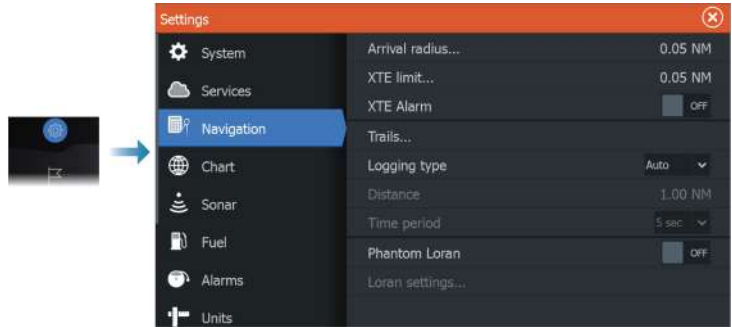 Settings
System
Services
Navigation
Chart
Sonar
Fuel
Alarms
Units
Arrival radius... 0.05 NM
XTE limit... 0.05 NM
XTE Alarm OFF
Trails...
Logging type Auto
Distance 1.00 NM
Time period 5 sec
Phantom Loran OFF
Loran settings...